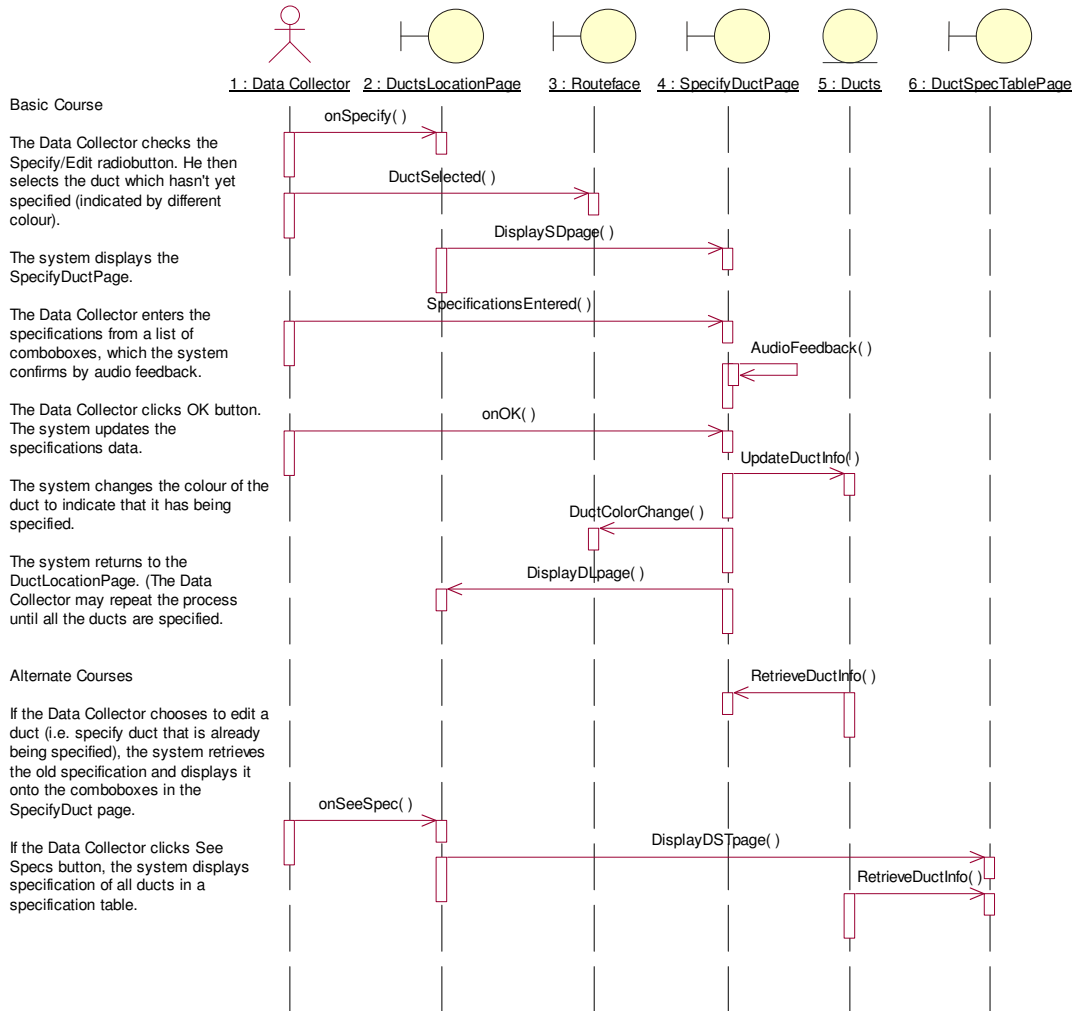 1 : Data Collector
2 : DuctsLocationPage
3 : Routeface
4 : SpecifyDuctPage
5 : Ducts
6 : DuctSpecTablePage
Basic Course
The Data Collector checks the
Specify/Edit radiobutton. He then
selects the duct which hasn't yet
specified (indicated by different
colour).
The system displays the
SpecifyDuctPage.
The Data Collector enters the
specifications from a list of
comboboxes, which the system
confirms by audio feedback.
The Data Collector clicks OK button.
The system updates the
specifications data.
The system changes the colour of the
duct to indicate that it has being
specified.
The system returns to the
DuctLocationPage. (The Data
Collector may repeat the process
until all the ducts are specified.
Alternate Courses
If the Data Collector chooses to edit a
duct (i.e. specify duct that is already
being specified), the system retrieves
the old specification and displays it
onto the comboboxes in the
SpecifyDuct page.
If the Data Collector clicks See
Specs button, the system displays
specification of all ducts in a
specification table.
onSpecify( )
DuctSelected( )
DisplaySDpage( )
SpecificationsEntered( )
AudioFeedback( )
onOK( )
UpdateDuctInfo( )
DuctColorChange( )
DisplayDLpage( )
RetrieveDuctInfo( )
onSeeSpec( )
DisplayDSTpage( )
RetrieveDuctInfo( )